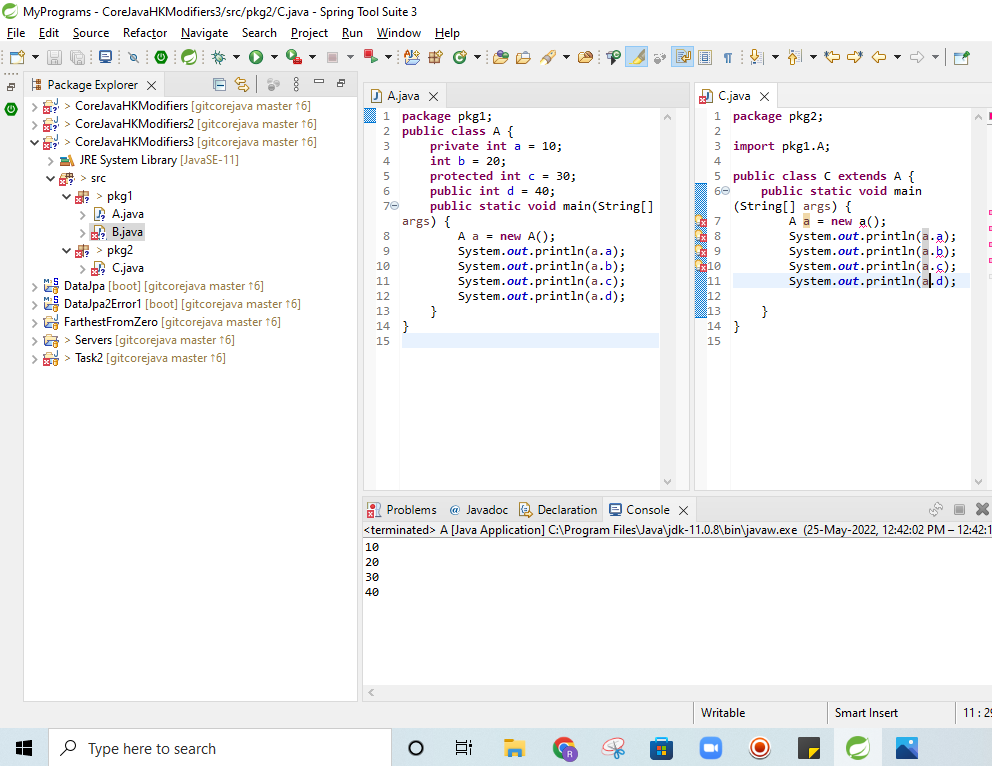 MyPrograms - CoreJavaHKModifiers3/src/pkg2/C.java - Spring Tool Suite 3
File Edit Source Refactor Navigate Search Project Run Window Help
Package Explorer
> CoreJavaHKModifiers [gitcorejava master ↑6]
> CoreJavaHKModifiers2 [gitcorejava master ↑6]
> CoreJavaHKModifiers3 [gitcorejava master ↑6]
JRE System Library [JavaSE-11]
> src
> pkg1
A.java
B.java
> pkg2
C.java
DataJpa [boot] [gitcorejava master ↑6]
DataJpa2Error1 [boot] [gitcorejava master ↑6]
FarthestFromZero [gitcorejava master ↑6]
> Servers [gitcorejava master ↑6]
> Task2 [gitcorejava master ↑6]
A.java
1 package pkg1;
2 public class A {
3 private int a = 10;
4 int b = 20;
5 protected int c = 30;
6 public int d = 40;
7 public static void main(String[]
args) {
8 A a = new A();
9 System.out.println(a.a);
10 System.out.println(a.b);
11 System.out.println(a.c);
12 System.out.println(a.d);
13 }
14 }
15
C.java
1 package pkg2;
2
3 import pkg1.A;
4
5 public class C extends A {
6 public static void main
(String[] args) {
7 A a = new a();
8 System.out.println(a.a);
9 System.out.println(a.b);
10 System.out.println(a.c);
11 System.out.println(a.d);
12
13 }
14 }
15
Problems @ Javadoc Declaration Console
<terminated> A [Java Application] C:\Program Files\Java\jdk-11.0.8\bin\javaw.exe (25-May-2022, 12:42:02 PM – 12:42:1
10
20
30
40
Writable Smart Insert 11 : 29
Type here to search
R